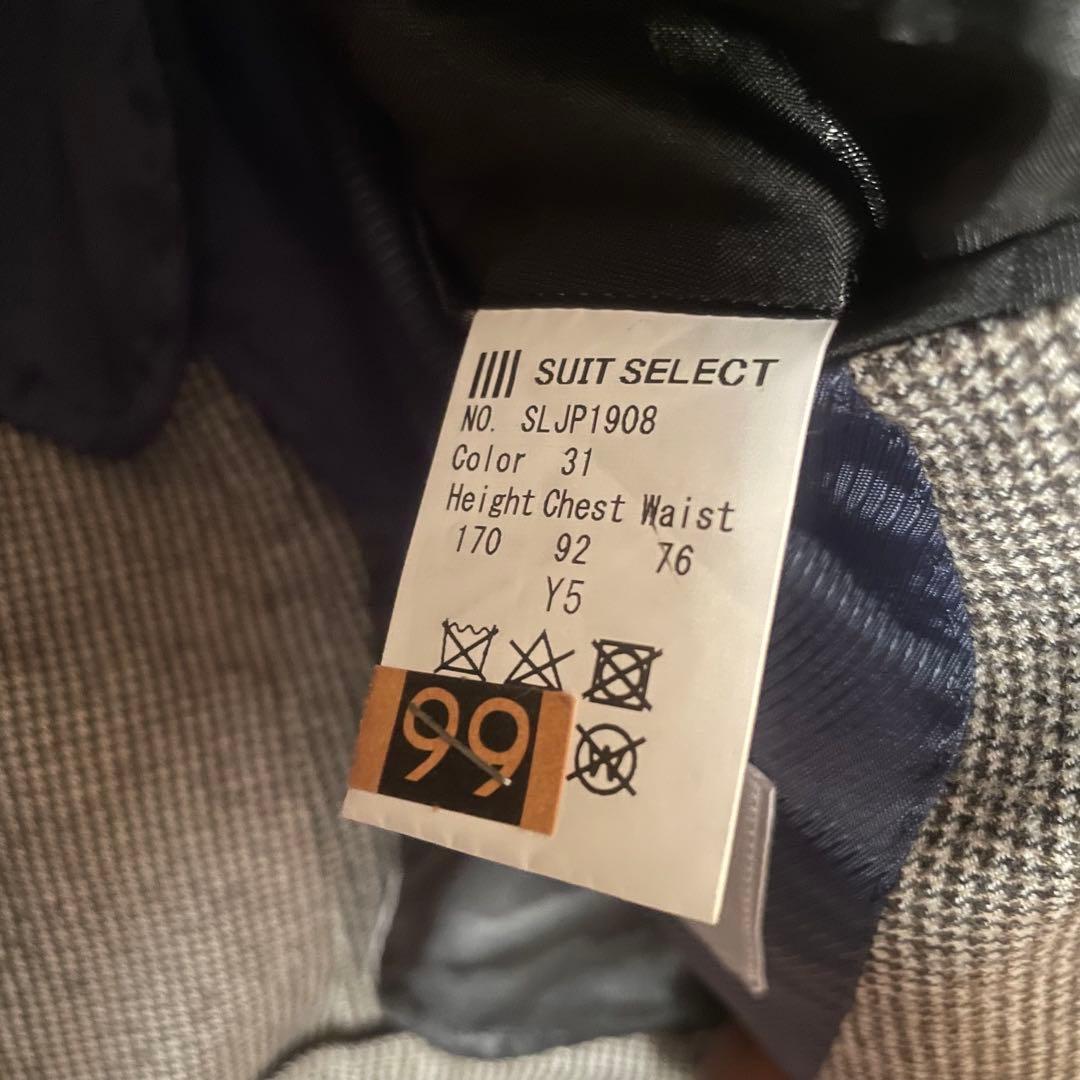 SUIT SELECT
NO. SLJP1908
Color 31
Height Chest Waist
170 92 76
Y5
99
W